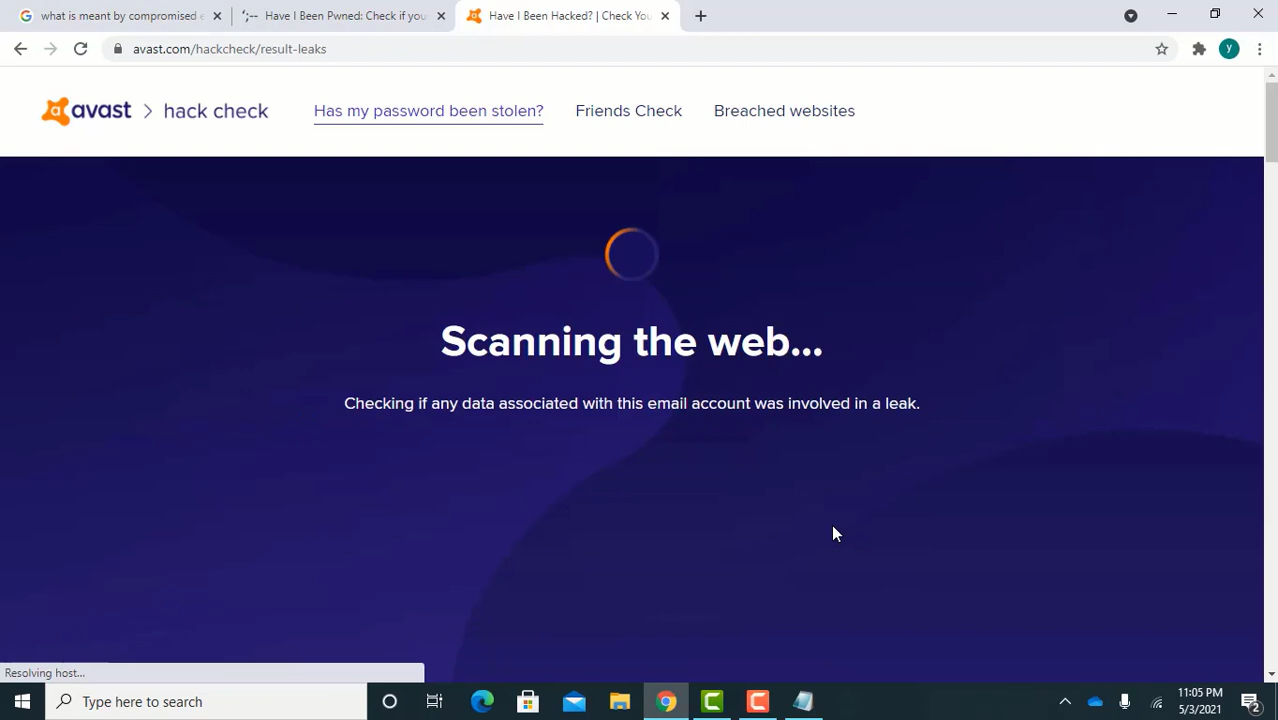 what is meant by compromised e
Have I Been Pwned: Check if your
Have I Been Hacked? | Check You
avast.com/hackcheck/result-leaks
y
avast > hack check
Has my password been stolen?
Friends Check
Breached websites
Scanning the web...
Checking if any data associated with this email account was involved in a leak.
Resolving host...
Type here to search
11:05 PM
5/3/2021
2